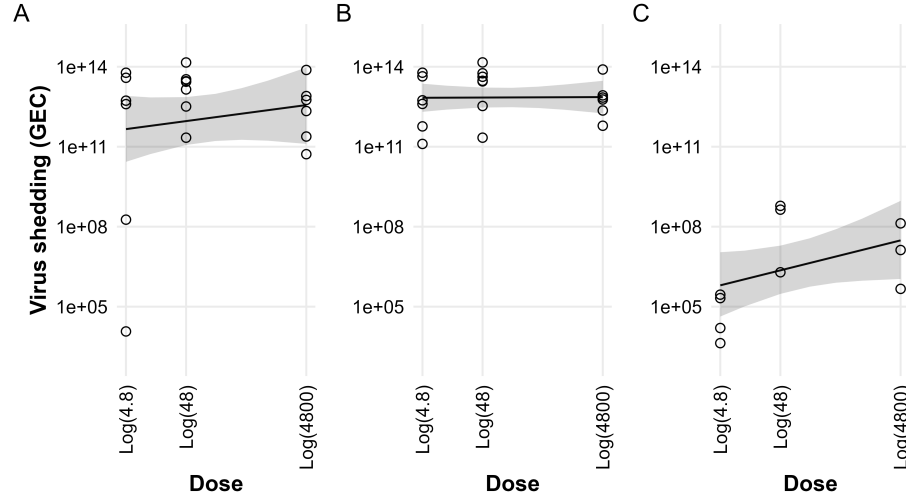 A
B
C
Virus shedding (GEC)
1e+14
1e+11
1e+08
1e+05
Log(4.8)
Log(48)
Log(4800)
Dose
1e+14
1e+11
1e+08
1e+05
Log(4.8)
Log(48)
Log(4800)
Dose
1e+14
1e+11
1e+08
1e+05
Log(4.8)
Log(48)
Log(4800)
Dose